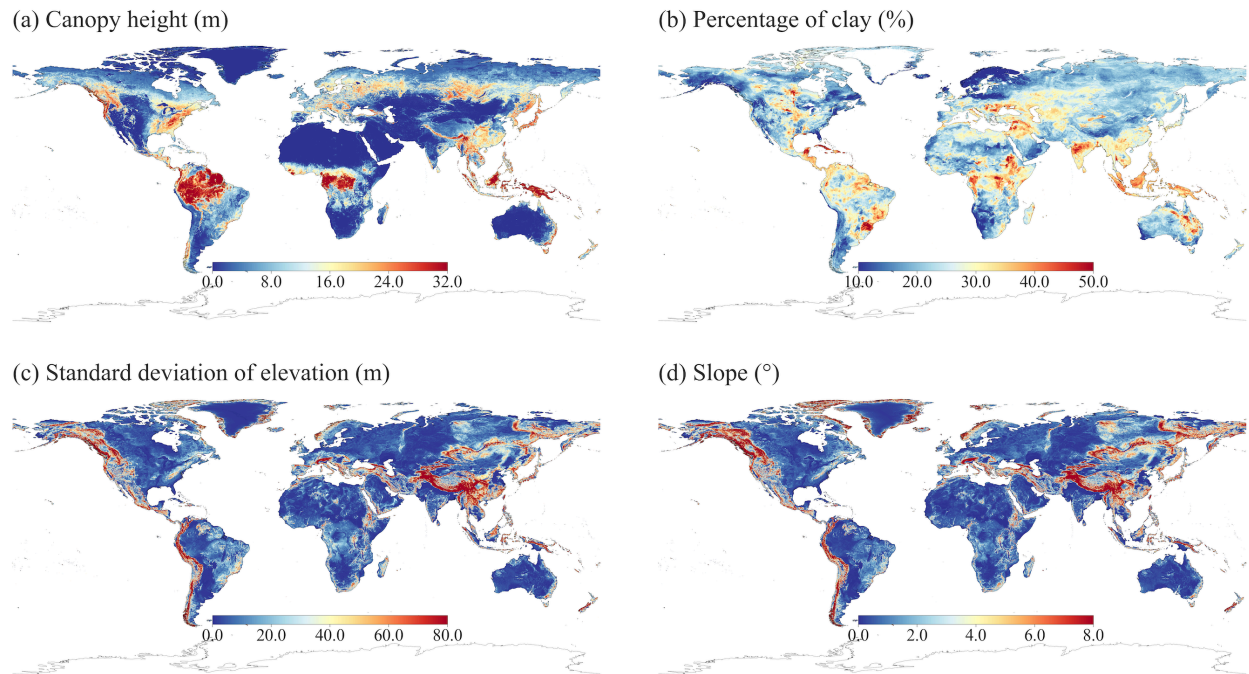 (a) Canopy height (m)
(b) Percentage of clay (%)
0.0 8.0 16.0 24.0 32.0
10.0 20.0 30.0 40.0 50.0
(c) Standard deviation of elevation (m)
(d) Slope (°)
0.0 20.0 40.0 60.0 80.0
0.0 2.0 4.0 6.0 8.0